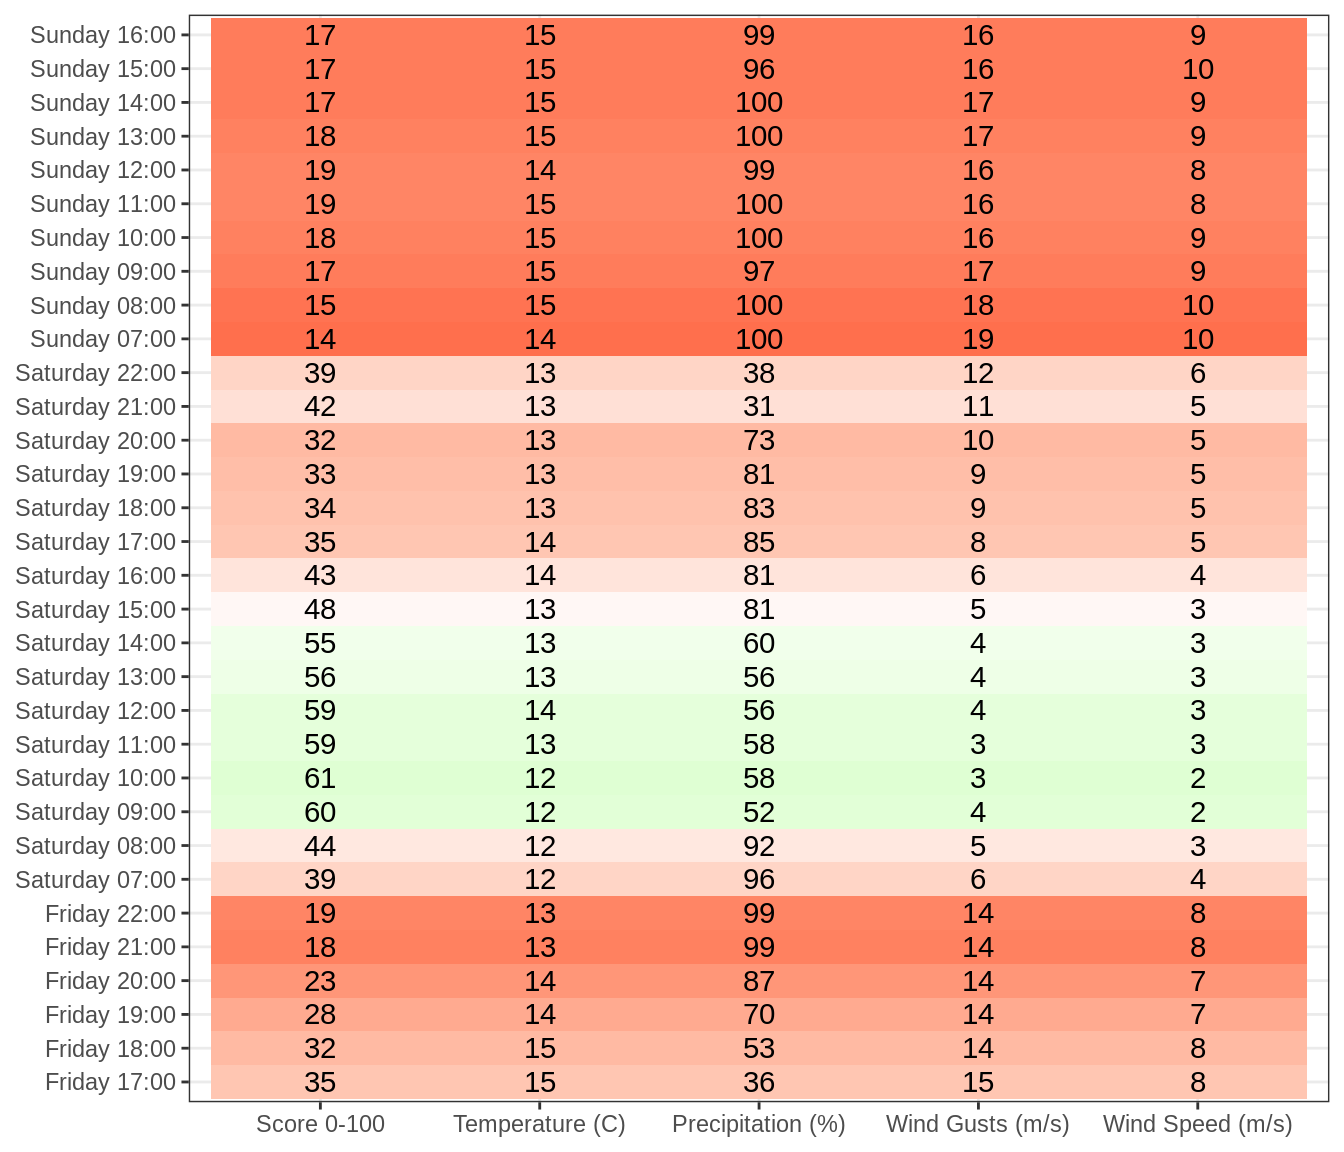 Sunday 16:00 17 15 99 16 9
Sunday 15:00 17 15 96 16 10
Sunday 14:00 17 15 100 17 9
Sunday 13:00 18 15 100 17 9
Sunday 12:00 19 14 99 16 8
Sunday 11:00 19 15 100 16 8
Sunday 10:00 18 15 100 16 9
Sunday 09:00 17 15 97 17 9
Sunday 08:00 15 15 100 18 10
Sunday 07:00 14 14 100 19 10
Saturday 22:00 39 13 38 12 6
Saturday 21:00 42 13 31 11 5
Saturday 20:00 32 13 73 10 5
Saturday 19:00 33 13 81 9 5
Saturday 18:00 34 13 83 9 5
Saturday 17:00 35 14 85 8 5
Saturday 16:00 43 14 81 6 4
Saturday 15:00 48 13 81 5 3
Saturday 14:00 55 13 60 4 3
Saturday 13:00 56 13 56 4 3
Saturday 12:00 59 14 56 4 3
Saturday 11:00 59 13 58 3 3
Saturday 10:00 61 12 58 3 2
Saturday 09:00 60 12 52 4 2
Saturday 08:00 44 12 92 5 3
Saturday 07:00 39 12 96 6 4
Friday 22:00 19 13 99 14 8
Friday 21:00 18 13 99 14 8
Friday 20:00 23 14 87 14 7
Friday 19:00 28 14 70 14 7
Friday 18:00 32 15 53 14 8
Friday 17:00 35 15 36 15 8
Score 0-100 Temperature (C) Precipitation (%) Wind Gusts (m/s) Wind Speed (m/s)